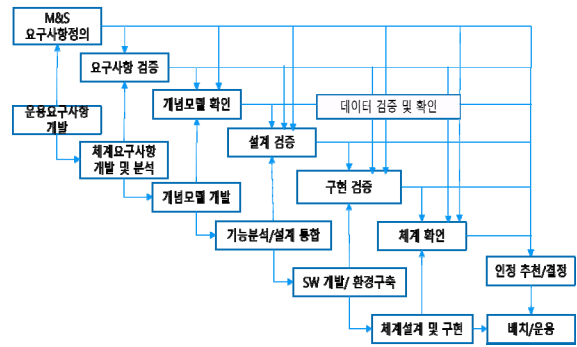 M&S
요구사항정의
요구사항 검증
개념모델 확인
데이터 검증 및 확인
운용요구사항
개발
설계 검증
체계요구사항
개발 및 분석
구현 검증
개념모델 개발
기능분석/설계 통합
체계 확인
SW 개발/ 환경구축
인정 추천/결정
체계설계 및 구현
배치/운용